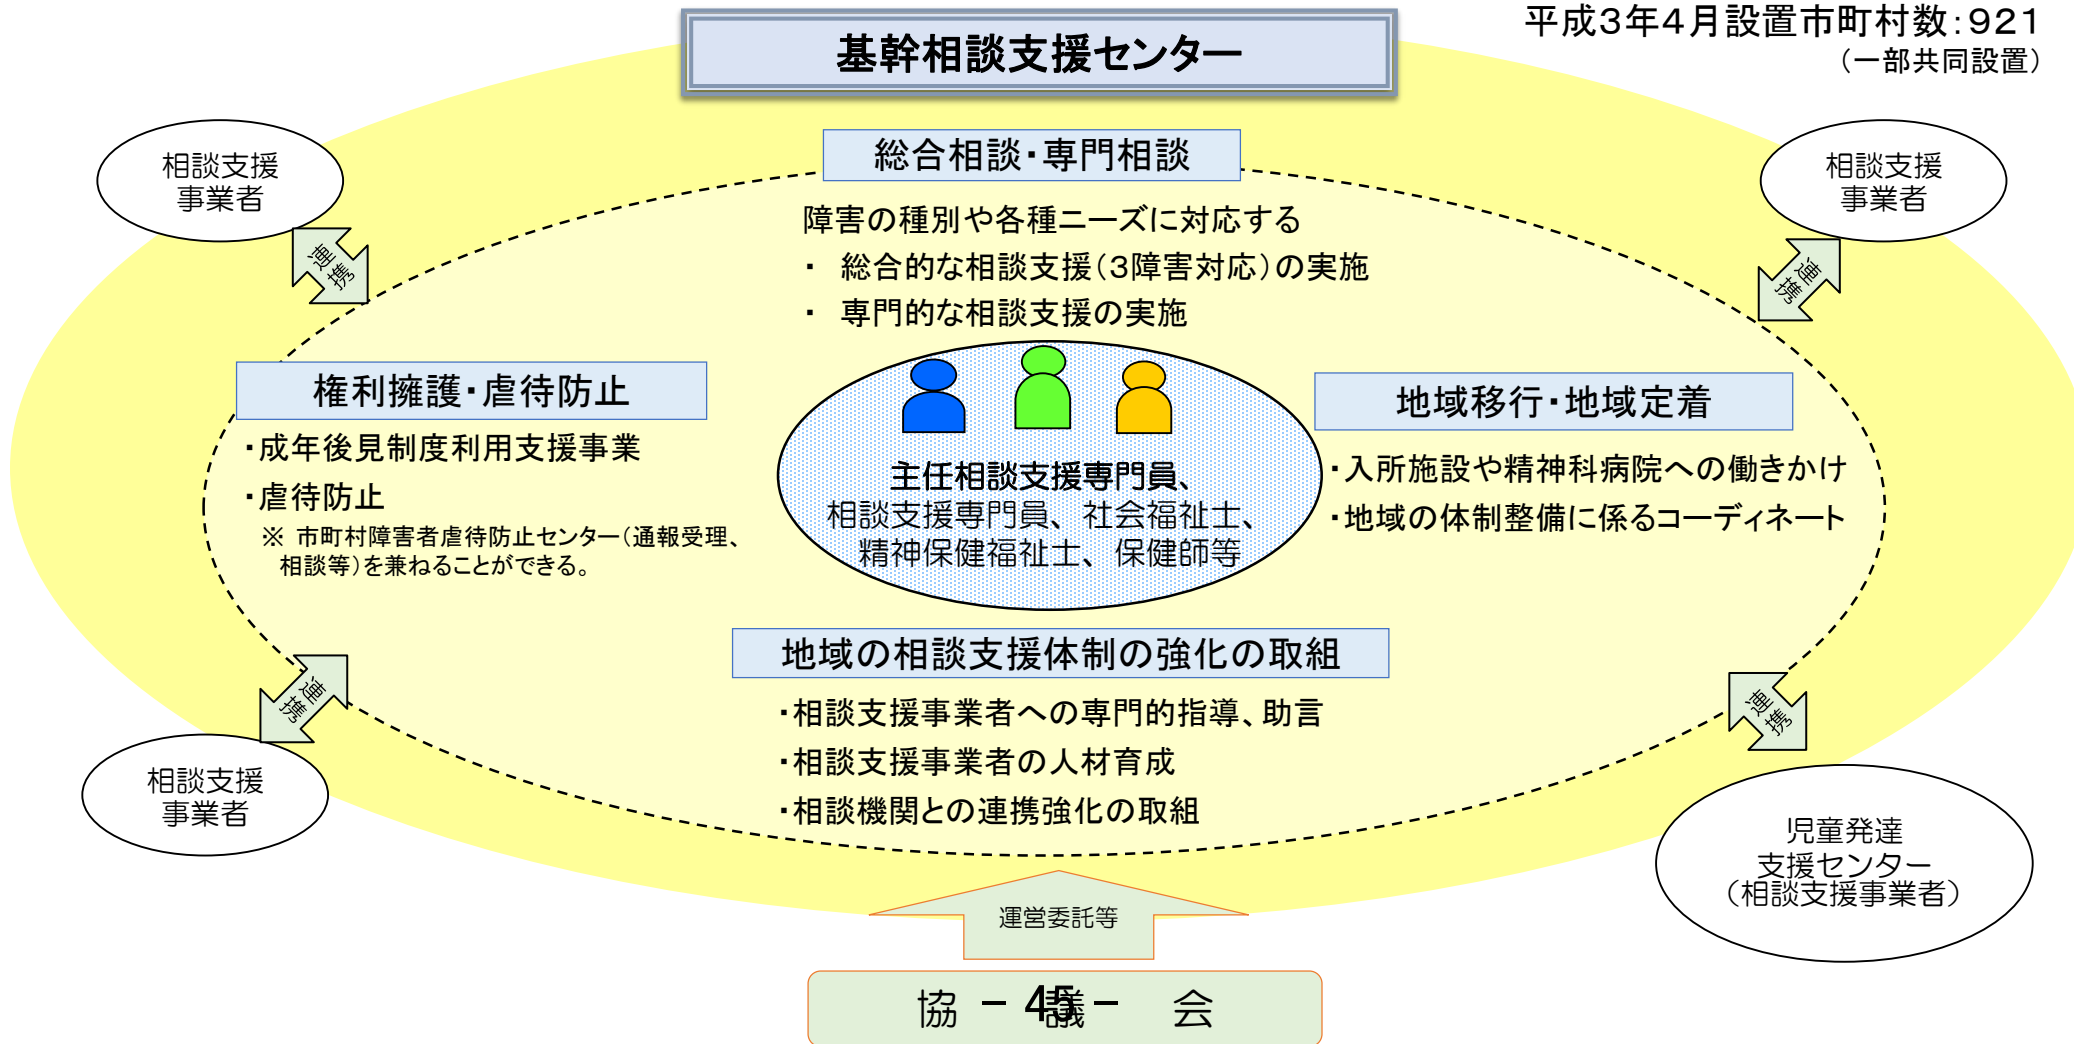 平成3年4月設置市町村数：921
（一部共同設置）
基幹相談支援センター
総合相談・専門相談
障害の種別や各種ニーズに対応する
・ 総合的な相談支援（3障害対応）の実施
・ 専門的な相談支援の実施
相談支援
事業者
連携
相談支援
事業者
連携
権利擁護・虐待防止
・成年後見制度利用支援事業
・虐待防止
※ 市町村障害者虐待防止センター（通報受理、
相談等）を兼ねることができる。
主任相談支援専門員、
相談支援専門員、社会福祉士、
精神保健福祉士、保健師等
地域移行・地域定着
・入所施設や精神科病院への働きかけ
・地域の体制整備に係るコーディネート
地域の相談支援体制の強化の取組
・相談支援事業者への専門的指導、助言
・相談支援事業者の人材育成
・相談機関との連携強化の取組
連携
相談支援
事業者
連携
児童発達
支援センター
（相談支援事業者）
運営委託等
協 議 会
－ 45 －